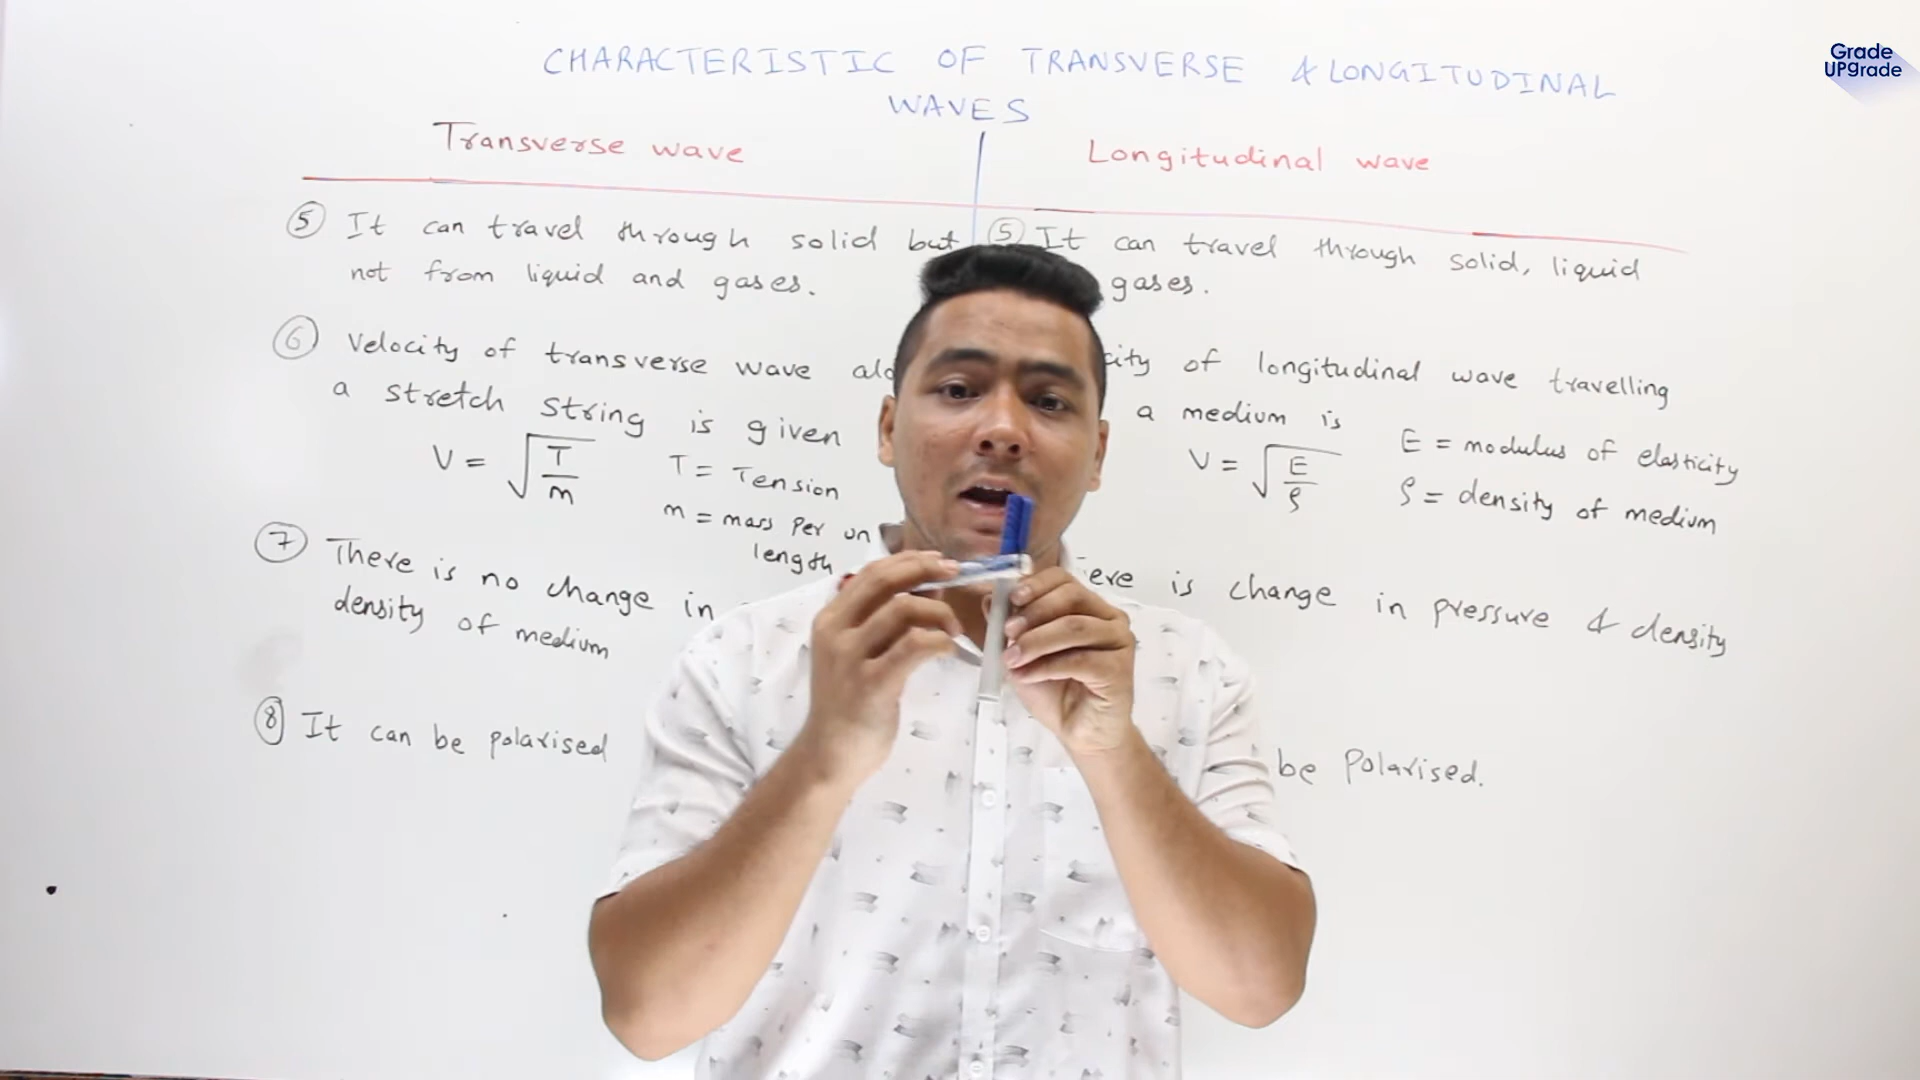 CHARACTERISTIC OF TRANSVERSE & LONGITUDINAL
WAVES
Grade
UPgrade
Transverse wave
⑤ It can travel through solid but
not from liquid and gases.
⑥ Velocity of transverse wave
a stretch string is given
V = √T/m
T = Tension
m = mass per
length
⑦ There is no change in
density of medium
⑧ It can be polarised
Longitudinal wave
⑤ It can travel through solid, liquid
gases.
of longitudinal wave travelling
a medium is
V = √E/ρ
E = modulus of elasticity
ρ = density of medium
is change in pressure & density
be polarised.